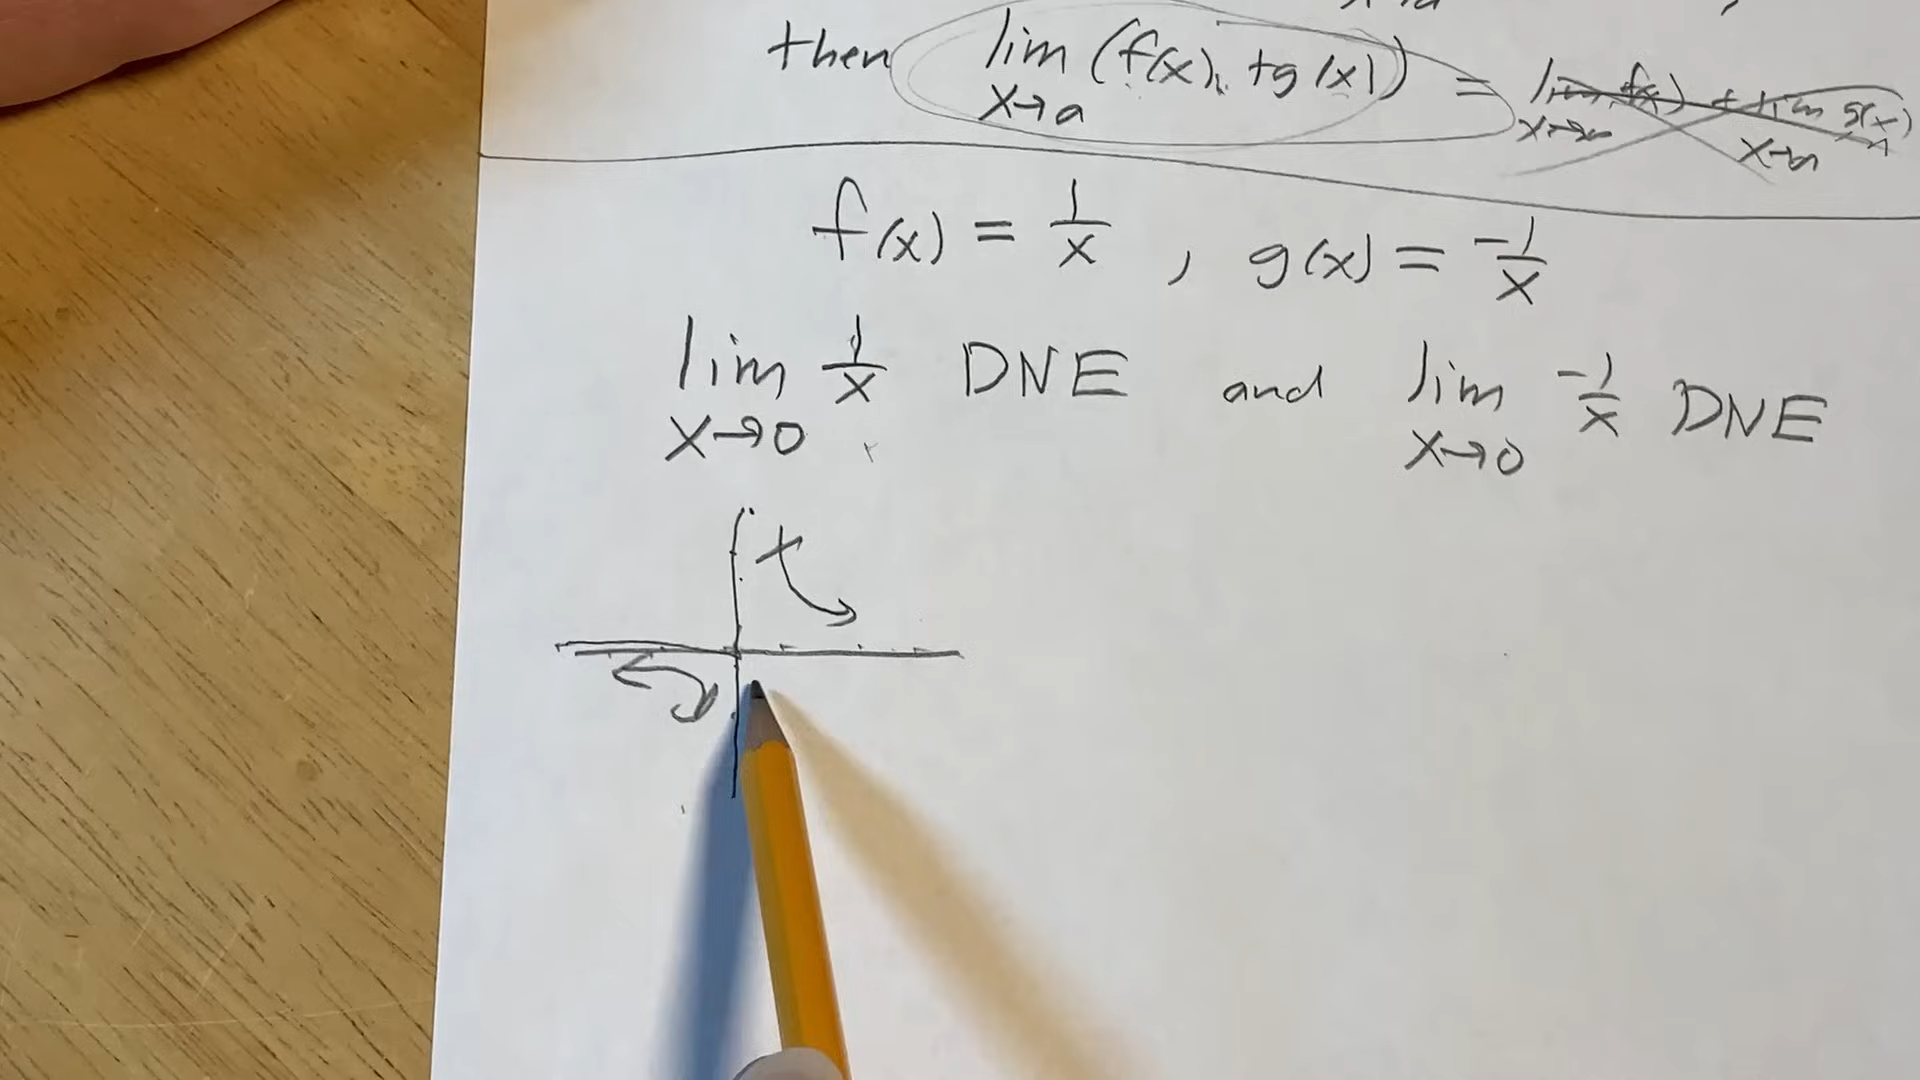 then lim (f(x) + g(x)) = lim f(x) + lim g(x)
x→a x→a
f(x) = 1/x , g(x) = -1/x
lim 1/x DNE and lim -1/x DNE
x→0 x→0